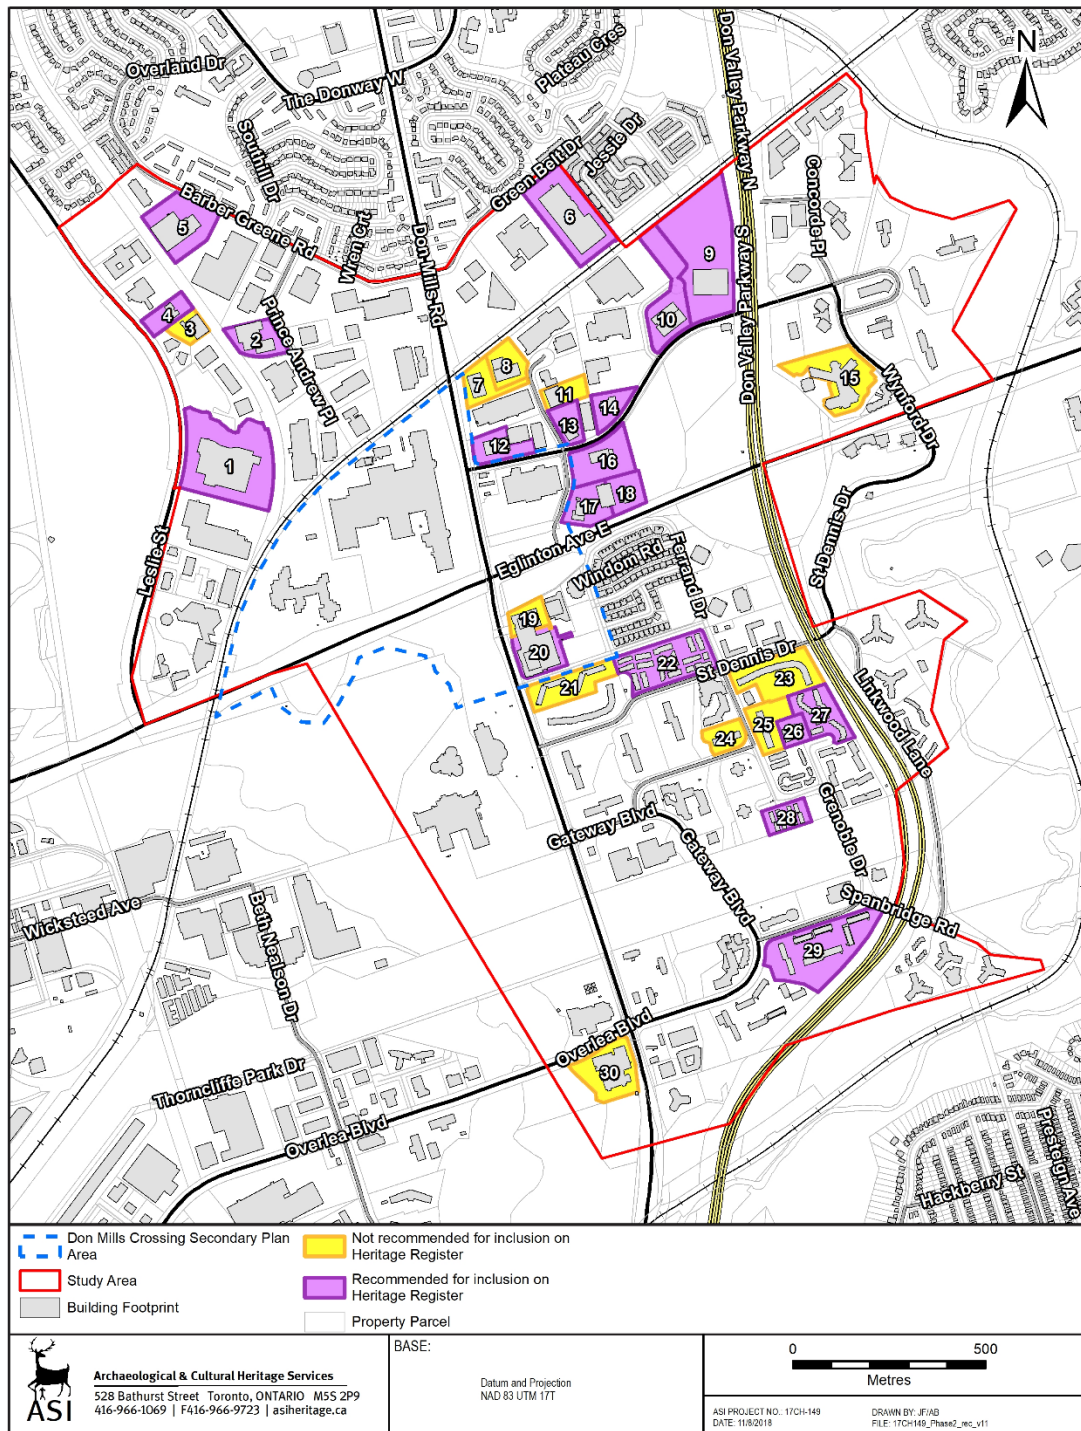 N
Overland Dr
The Donway W
Plateau Cres
Don Valley Parkway N
Southill Dr
Jessie Dr
Green Belt Dr
Concorde Pl
Barber Greene Rd
5
6
Wren Crt
Don Mills Rd
9
Don Valley Parkway S
4
3
2
Prince Andrew Pl
10
7
8
11
15
Wynford Dr
14
13
12
16
1
17
18
Leslie St
Eglinton Ave E
St Dennis Dr
Windom Rd
Ferrand Dr
19
20
22
St Dennis Dr
23
21
Linkwood Lane
27
25
26
24
Grenoble Dr
28
Gateway Blvd
Gateway Blvd
Wicksteed Ave
Beth Nealson Dr
Spanbridge Rd
29
Overlea Blvd
30
Thorncliffe Park Dr
Overlea Blvd
Presteign Ave
Hackberry St
Don Mills Crossing Secondary Plan
Area
Study Area
Building Footprint
Not recommended for inclusion on
Heritage Register
Recommended for inclusion on
Heritage Register
Property Parcel
ASI
Archaeological & Cultural Heritage Services
528 Bathurst Street Toronto, ONTARIO M5S 2P9
416-966-1069 | F416-966-9723 | asiheritage.ca
BASE:
Datum and Projection
NAD 83 UTM 17T
0 500
Metres
ASI PROJECT NO.: 17CH-149
DATE: 11/8/2018
DRAWN BY: JF/AB
FILE: 17CH149_Phase2_rec_v11